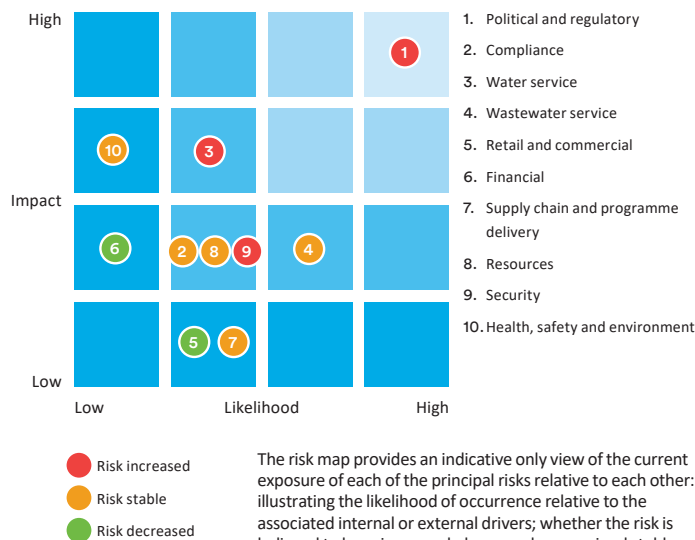 High
Impact
Low
Low
Likelihood
High
1
10
3
6
2
8
9
4
5
7
1. Political and regulatory
2. Compliance
3. Water service
4. Wastewater service
5. Retail and commercial
6. Financial
7. Supply chain and programme
delivery
8. Resources
9. Security
10. Health, safety and environment
Risk increased
Risk stable
Risk decreased
The risk map provides an indicative only view of the current
exposure of each of the principal risks relative to each other:
illustrating the likelihood of occurrence relative to the
associated internal or external drivers; whether the risk is